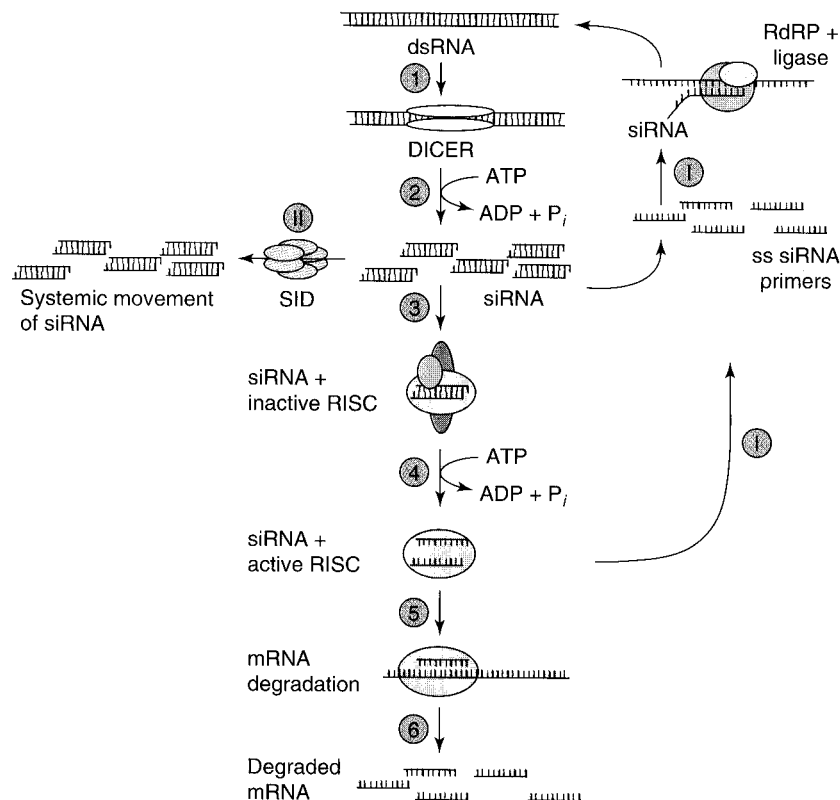 RdRP +
ligase
dsRNA
1
siRNA
DICER
I
2
ATP
ADP + Pi
II
ss siRNA
primers
Systemic movement
of siRNA
SID
siRNA
3
siRNA +
inactive RISC
I
4
ATP
ADP + Pi
siRNA +
active RISC
5
mRNA
degradation
6
Degraded
mRNA